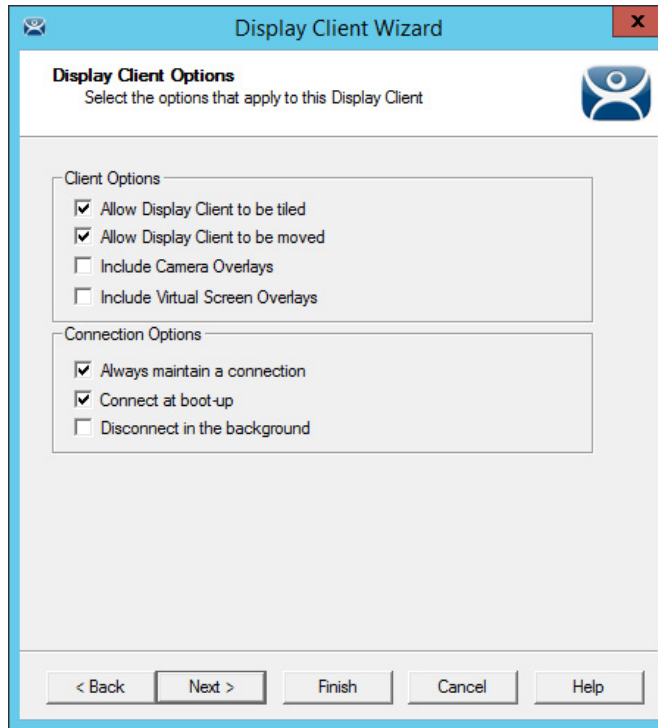 Display Client Wizard
x
Display Client Options
Select the options that apply to this Display Client
Client Options
Allow Display Client to be tiled
Allow Display Client to be moved
Include Camera Overlays
Include Virtual Screen Overlays
Connection Options
Always maintain a connection
Connect at boot-up
Disconnect in the background
< Back Next > Finish Cancel Help